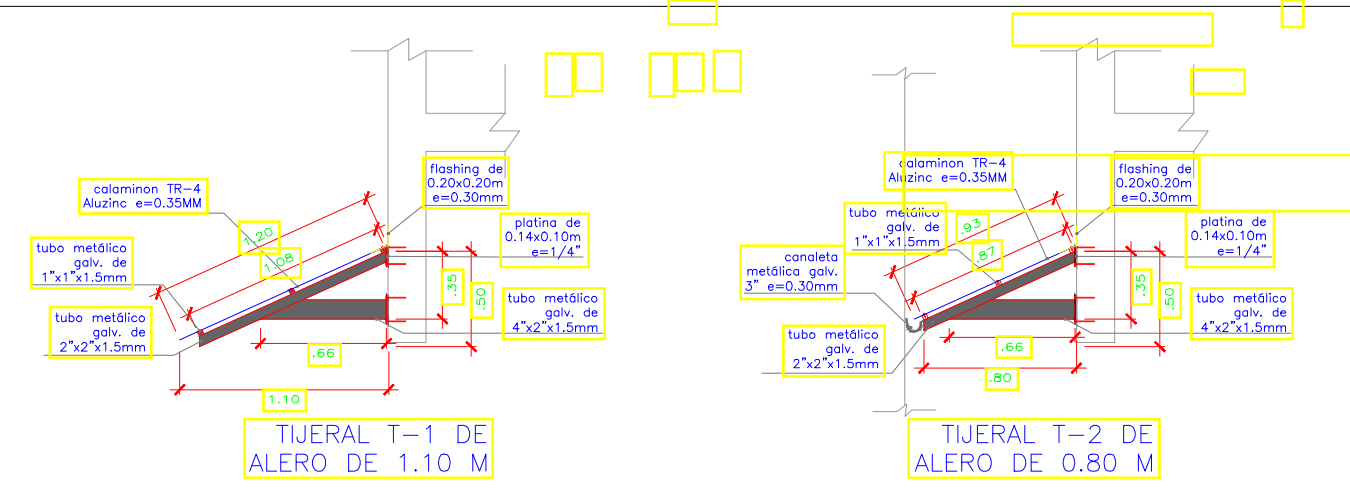 calaminon TR-4
Aluzinc e=0.35MM
flashing de
0.20x0.20m
e=0.30mm
tubo metálico
galv. de
1"x1"x1.5mm
platina de
0.14x0.10m
e=1/4"
tubo metálico
galv. de
2"x2"x1.5mm
tubo metálico
galv. de
4"x2"x1.5mm
1.20
1.08
.35
.50
.66
1.10
TIJERAL T-1 DE
ALERO DE 1.10 M
calaminon TR-4
Aluzinc e=0.35MM
flashing de
0.20x0.20m
e=0.30mm
tubo metálico
galv. de
1"x1"x1.5mm
platina de
0.14x0.10m
e=1/4"
canaleta
metálica galv.
3" e=0.30mm
tubo metálico
galv. de
4"x2"x1.5mm
tubo metálico
galv. de
2"x2"x1.5mm
.93
.87
.35
.50
.66
.80
TIJERAL T-2 DE
ALERO DE 0.80 M